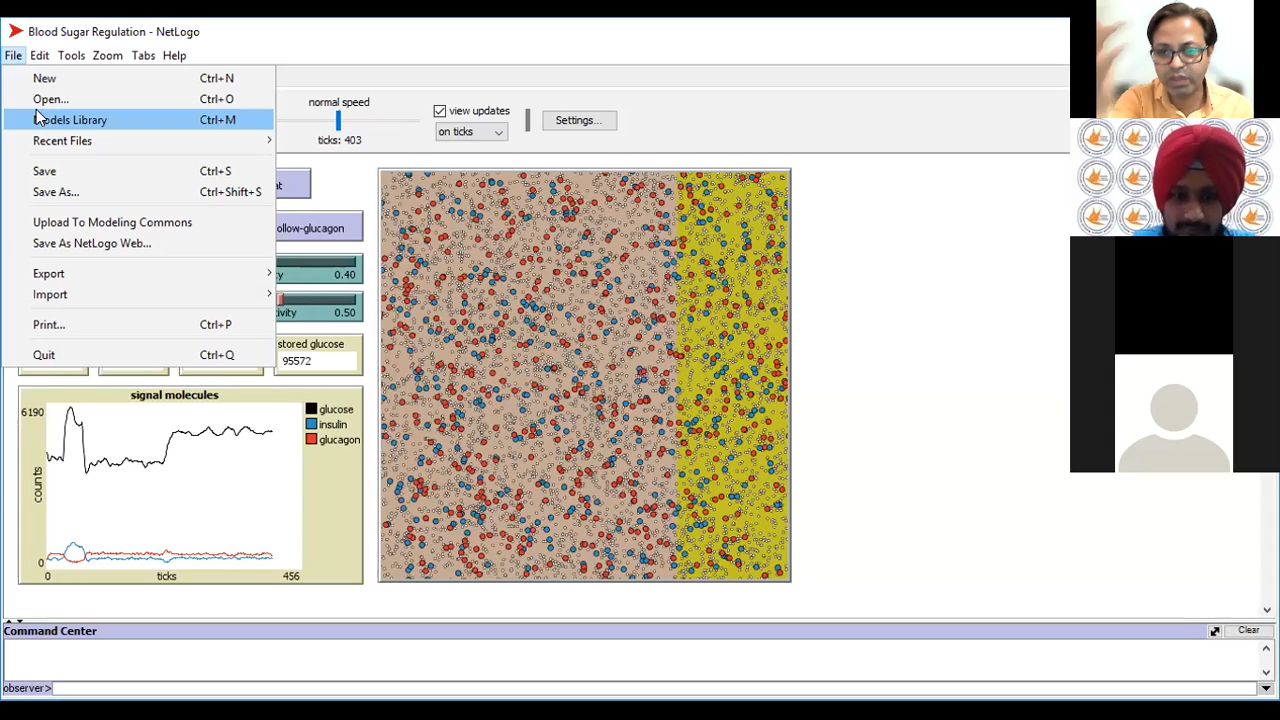 Blood Sugar Regulation - NetLogo
File Edit Tools Zoom Tabs Help
New Ctrl+N
Open... Ctrl+O
odels Library Ctrl+M
Recent Files
Save Ctrl+S
Save As... Ctrl+Shift+S
Upload To Modeling Commons
Save As NetLogo Web...
Export
Import
Print... Ctrl+P
Quit Ctrl+Q
normal speed
ticks: 403
view updates
on ticks
Settings...
at
ollow-glucagon
y 0.40
tivity 0.50
stored glucose
95572
signal molecules
6190
counts
0
0 ticks 456
glucose
insulin
glucagon
Command Center
Clear
observer>